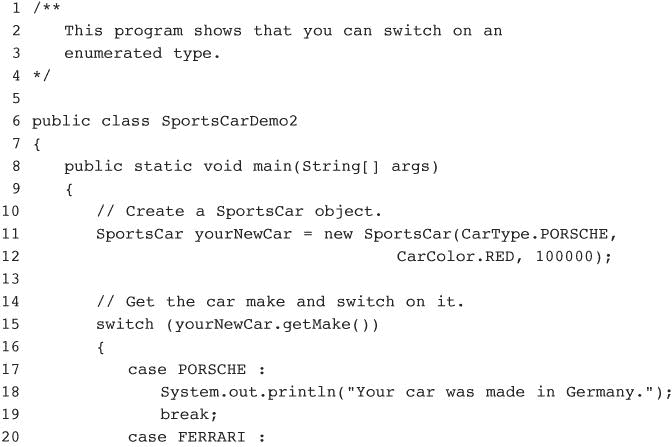 1 /**
2    This program shows that you can switch on an
3    enumerated type.
4 */
5
6 public class SportsCarDemo2
7 {
8    public static void main(String[] args)
9    {
10       // Create a SportsCar object.
11       SportsCar yourNewCar = new SportsCar(CarType.PORSCHE,
12                                   CarColor.RED, 100000);
13
14       // Get the car make and switch on it.
15       switch (yourNewCar.getMake())
16       {
17          case PORSCHE :
18             System.out.println("Your car was made in Germany.");
19             break;
20          case FERRARI :